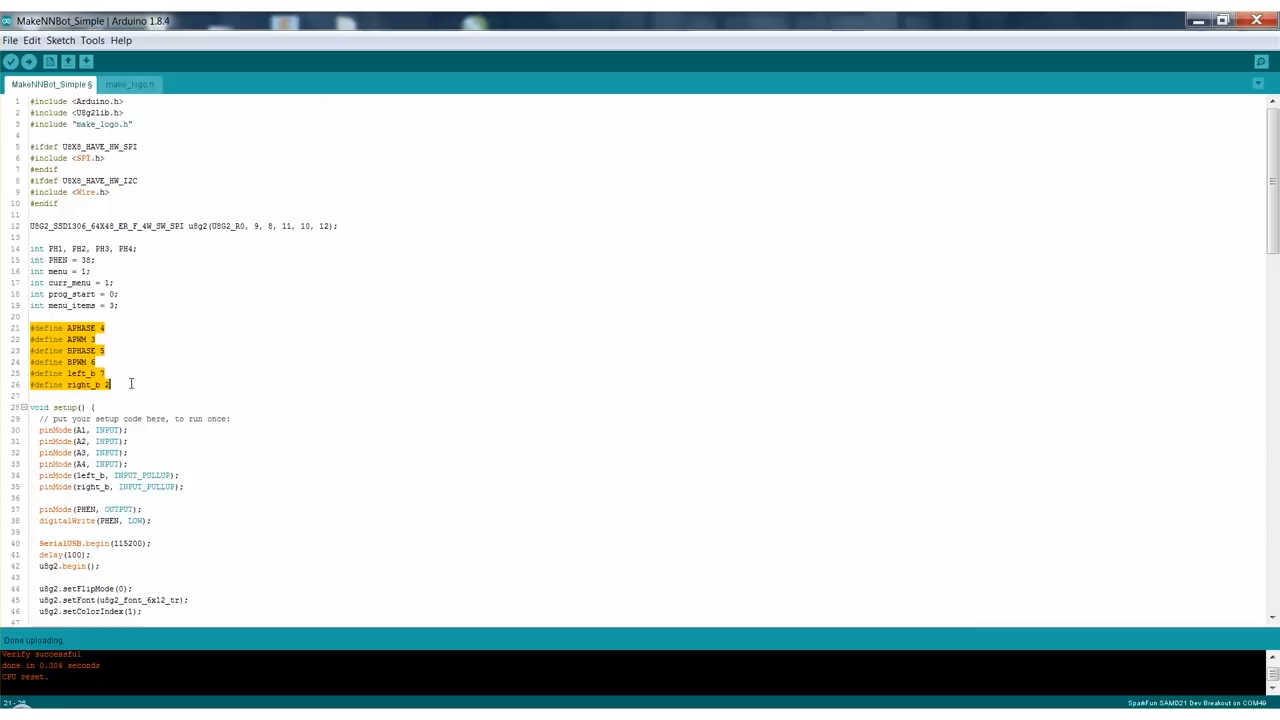 MakeNNBot_Simple | Arduino 1.8.4
File Edit Sketch Tools Help
MakeNNBot_Simple § make_logo.h
1 #include <Arduino.h>
2 #include <U8g2lib.h>
3 #include "make_logo.h"
4
5 #ifdef U8X8_HAVE_HW_SPI
6 #include <SPI.h>
7 #endif
8 #ifdef U8X8_HAVE_HW_I2C
9 #include <Wire.h>
10 #endif
11
12 U8G2_SSD1306_64X48_ER_F_4W_SW_SPI u8g2(U8G2_R0, 9, 8, 11, 10, 12);
13
14 int PH1, PH2, PH3, PH4;
15 int PHEN = 38;
16 int menu = 1;
17 int curr_menu = 1;
18 int prog_start = 0;
19 int menu_items = 3;
20
21 #define APHASE 4
22 #define APWM 3
23 #define BPHASE 5
24 #define BPWM 6
25 #define left_b 7
26 #define right_b 2
27
28 void setup() {
29 // put your setup code here, to run once:
30 pinMode(A1, INPUT);
31 pinMode(A2, INPUT);
32 pinMode(A3, INPUT);
33 pinMode(A4, INPUT);
34 pinMode(left_b, INPUT_PULLUP);
35 pinMode(right_b, INPUT_PULLUP);
36
37 pinMode(PHEN, OUTPUT);
38 digitalWrite(PHEN, LOW);
39
40 SerialUSB.begin(115200);
41 delay(100);
42 u8g2.begin();
43
44 u8g2.setFlipMode(0);
45 u8g2.setFont(u8g2_font_6x12_tr);
46 u8g2.setColorIndex(1);
47
Done uploading.
Verify successful
done in 0.304 seconds
CPU reset.
SparkFun SAMD21 Dev Breakout on COM49